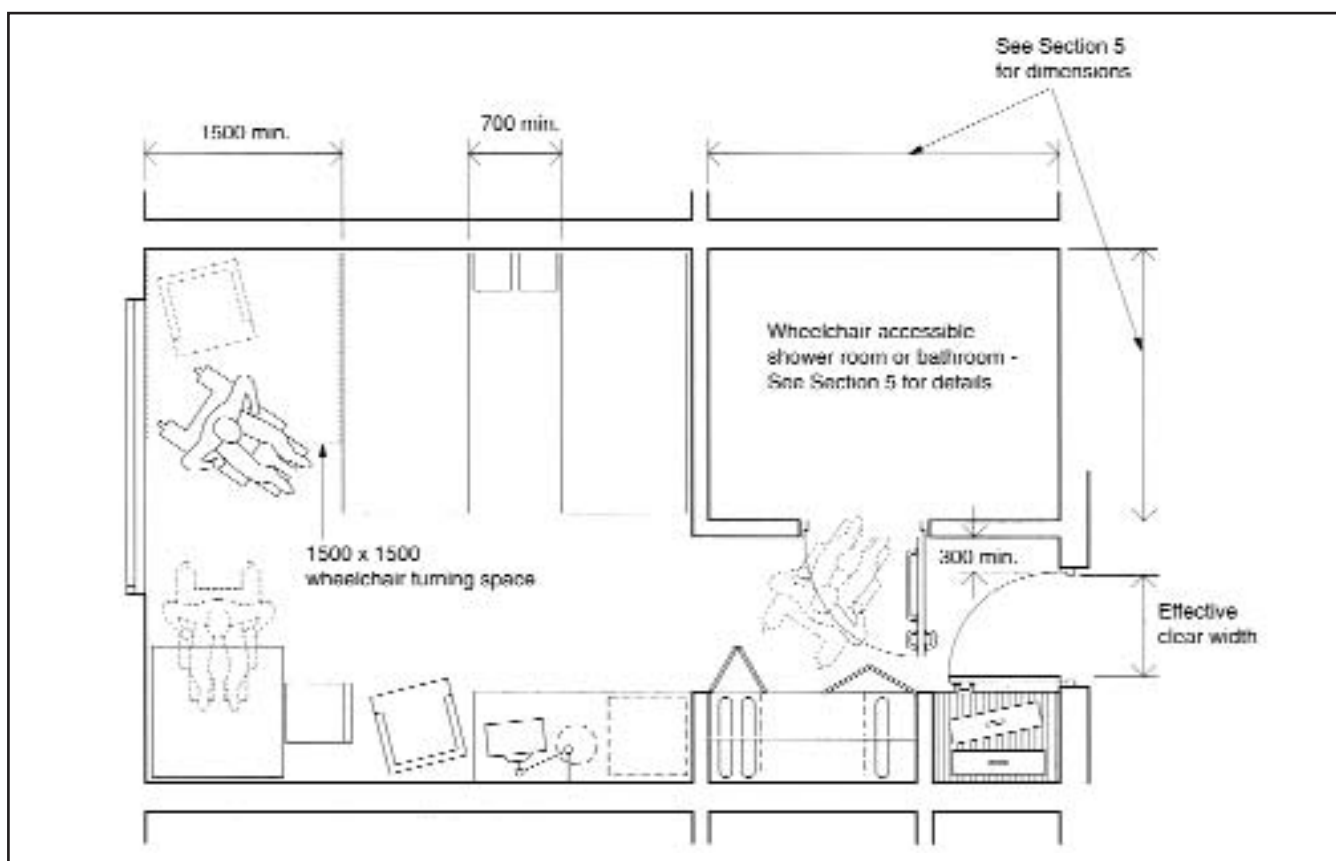 See Section 5
for dimensions
1500 min.
700 min.
Wheelchair accessible
shower room or bathroom -
See Section 5 for details
1500 x 1500
wheelchair turning space
300 min.
Effective
clear width